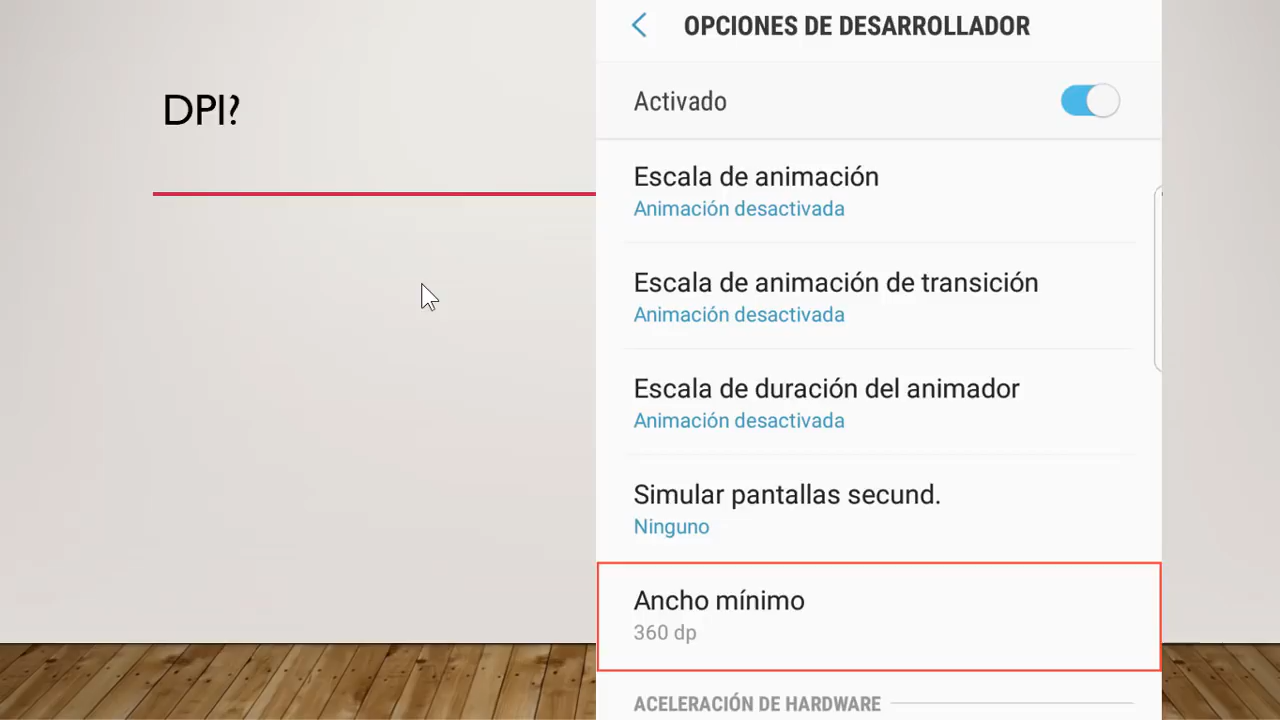 DPI?
OPCIONES DE DESARROLLADOR
Activado
Escala de animación
Animación desactivada
Escala de animación de transición
Animación desactivada
Escala de duración del animador
Animación desactivada
Simular pantallas secund.
Ninguno
Ancho mínimo
360 dp
ACELERACIÓN DE HARDWARE